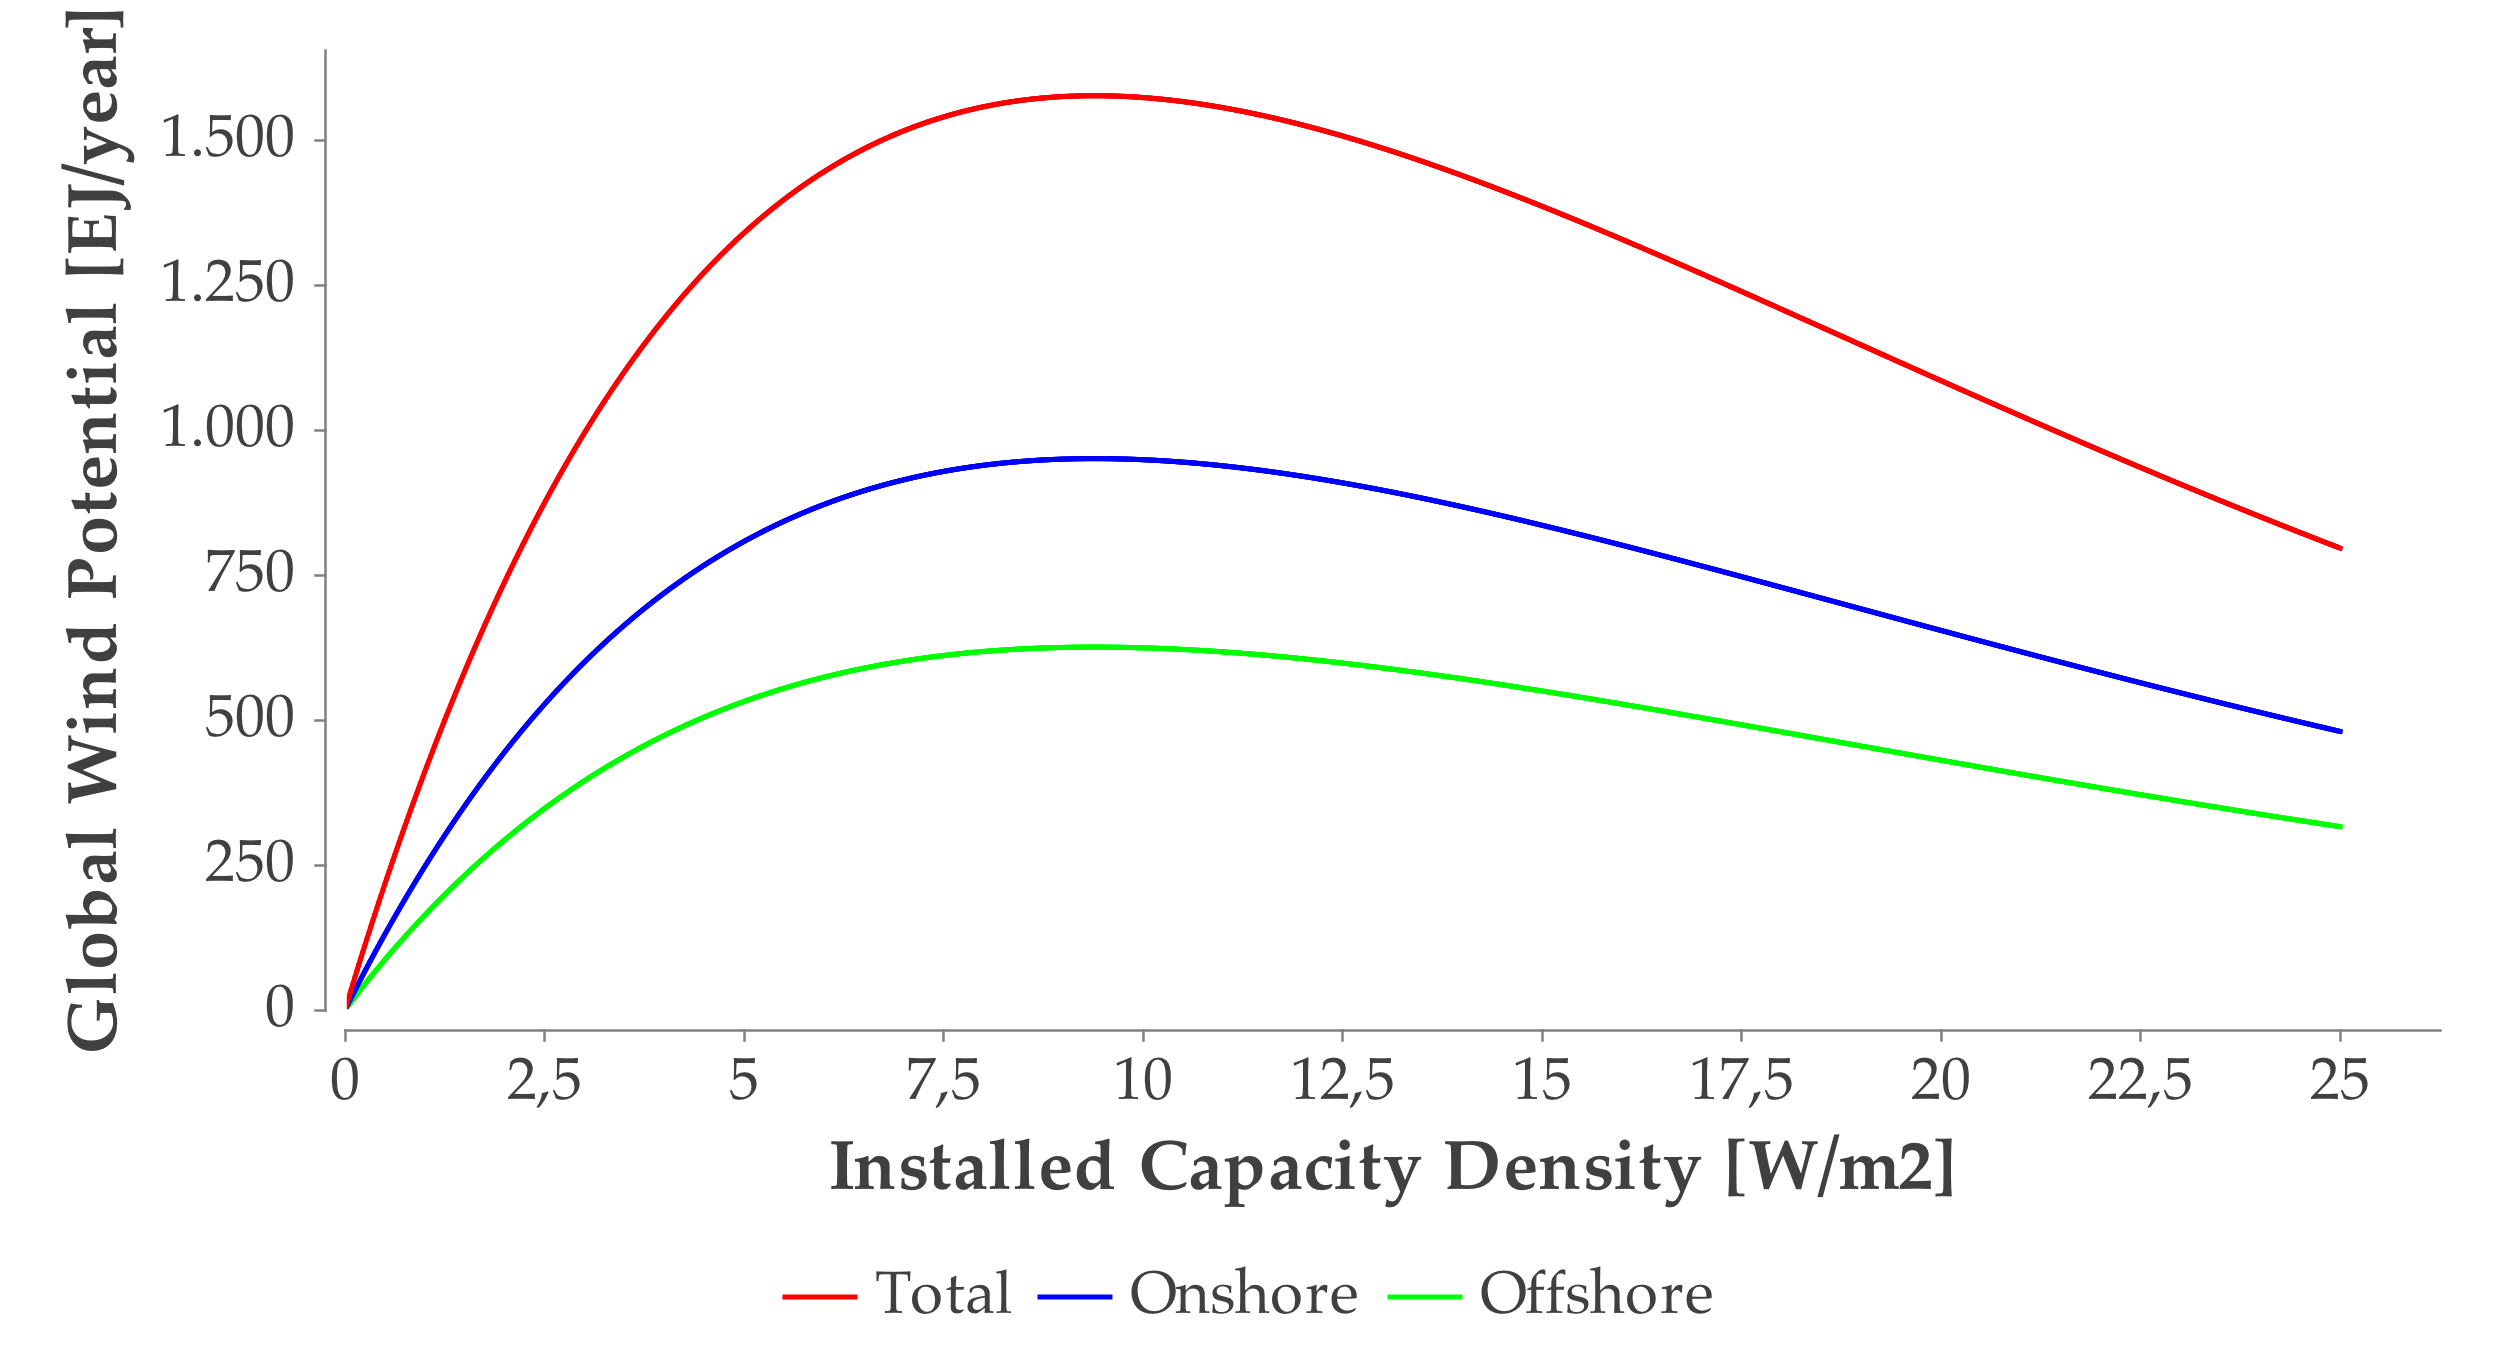 Global Wind Potential [EJ/year]
1.500
1.250
1.000
750
500
250
0
0 2,5 5 7,5 10 12,5 15 17,5 20 22,5 25
Installed Capacity Density [W/m2]
Total Onshore Offshore